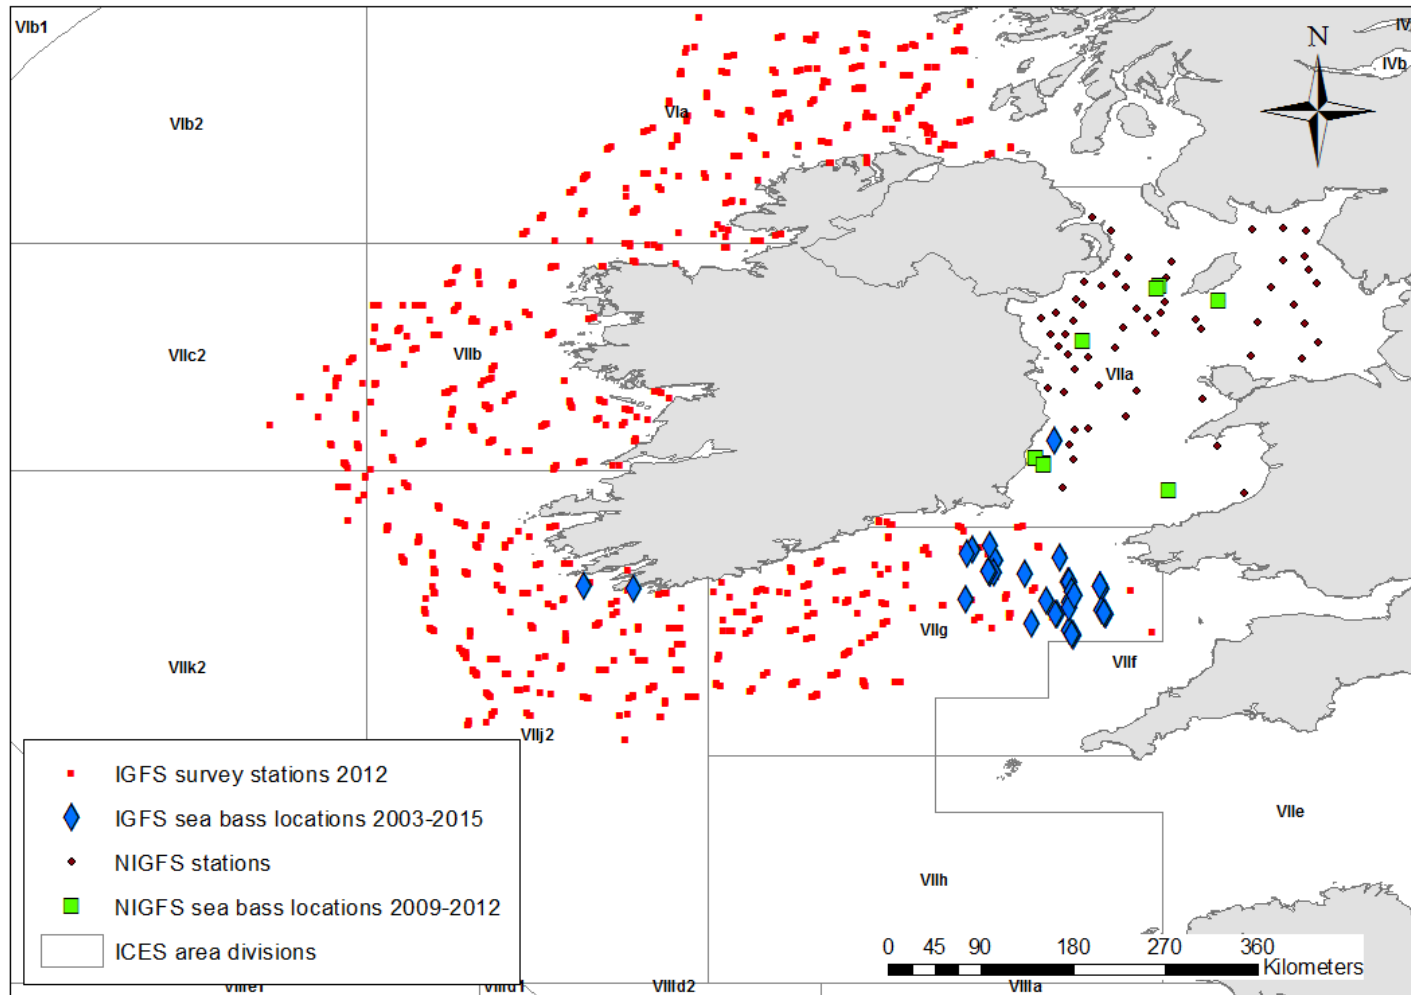 VIb1
IV
N
IVb
VIa
VIb2
VIIb
VIIc2
VIIa
VIIg
VIIk2
VIIf
VIIj2
IGFS survey stations 2012
IGFS sea bass locations 2003-2015
VIIe
NIGFS stations
VIIh
NIGFS sea bass locations 2009-2012
ICES area divisions
0 45 90 180 270 360
Kilometers
VIIId2
VIIIa